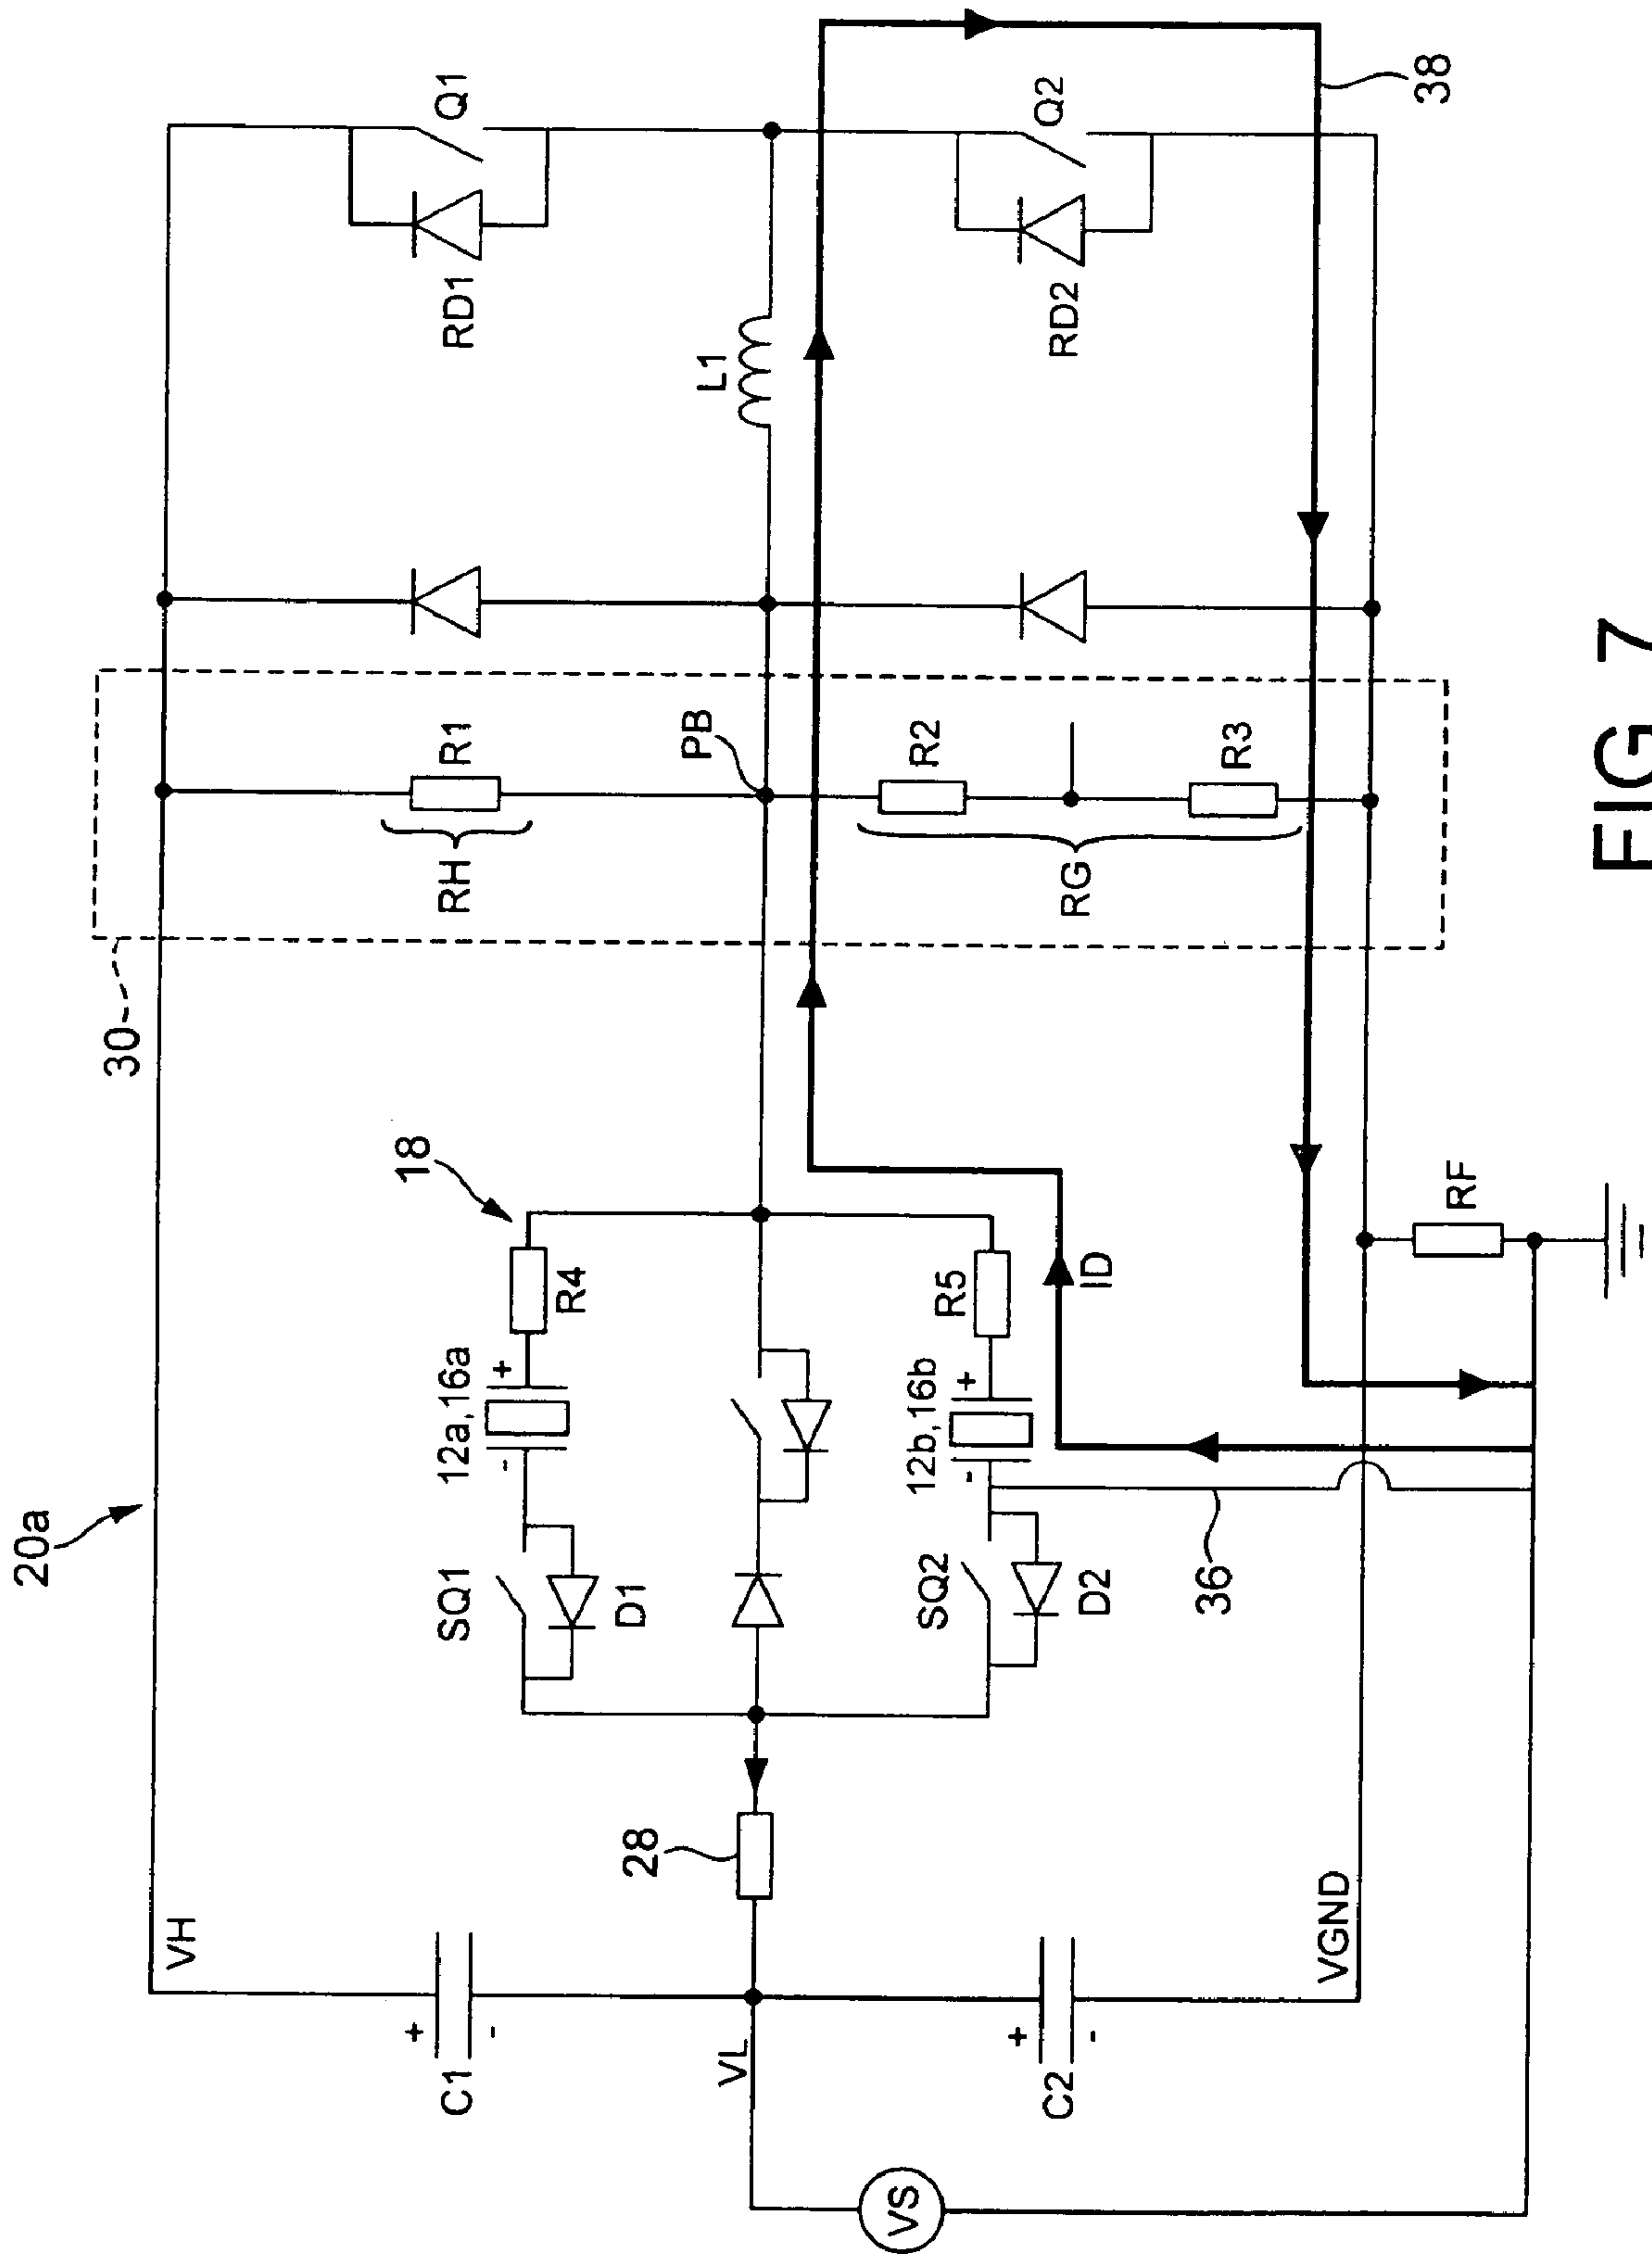 20a
VH
30
18
Q1
RD1
C1
+
-
SQ1
D1
12a,16a
-
+
R4
RH
R1
L1
VL
28
PB
VS
C2
+
-
SQ2
D2
12b,16b
-
+
R5
ID
RG
R2
R3
Q2
RD2
36
VGND
RF
38
FIG 7